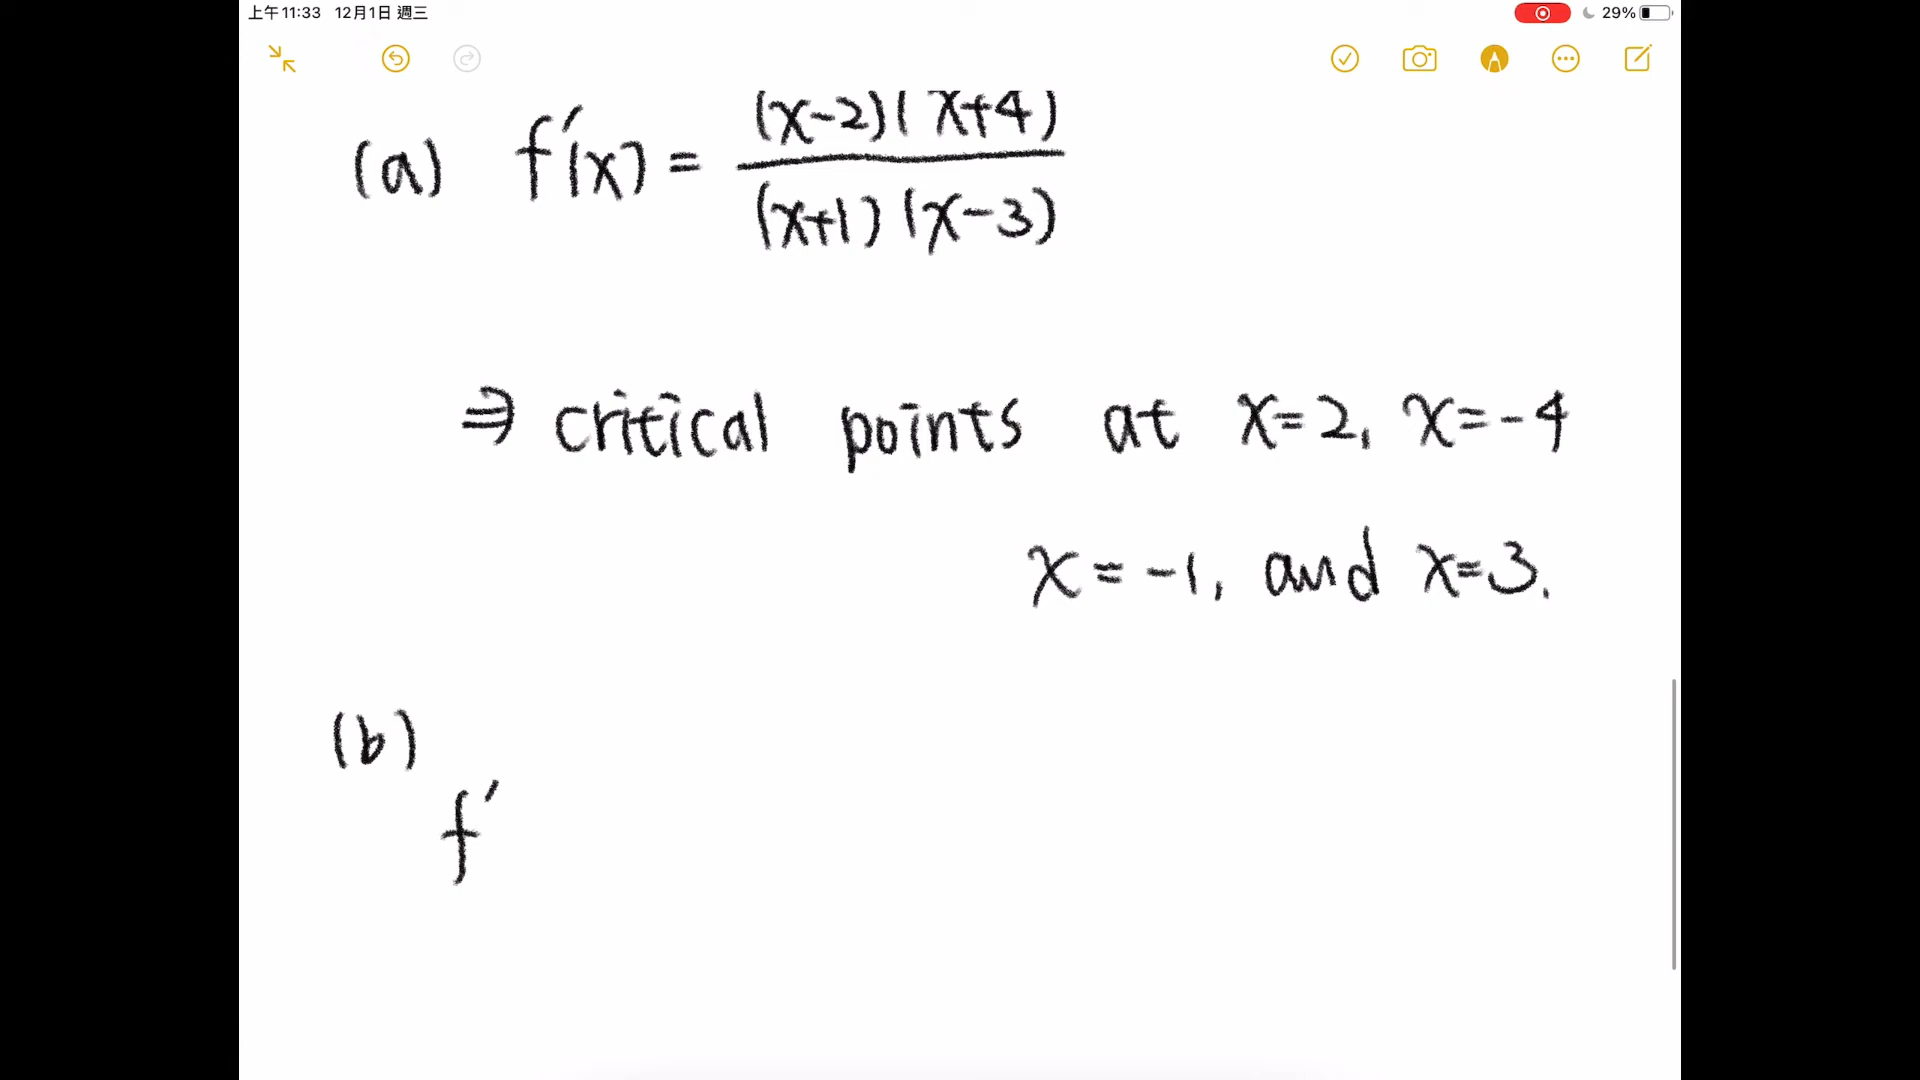 上午11:33 12月1日 週三 29%
(a) f'(x) = (x-2)(x+4)
(x+1)(x-3)
⇒ critical points at x=2, x=-4
x=-1, and x=3.
(b)
f'